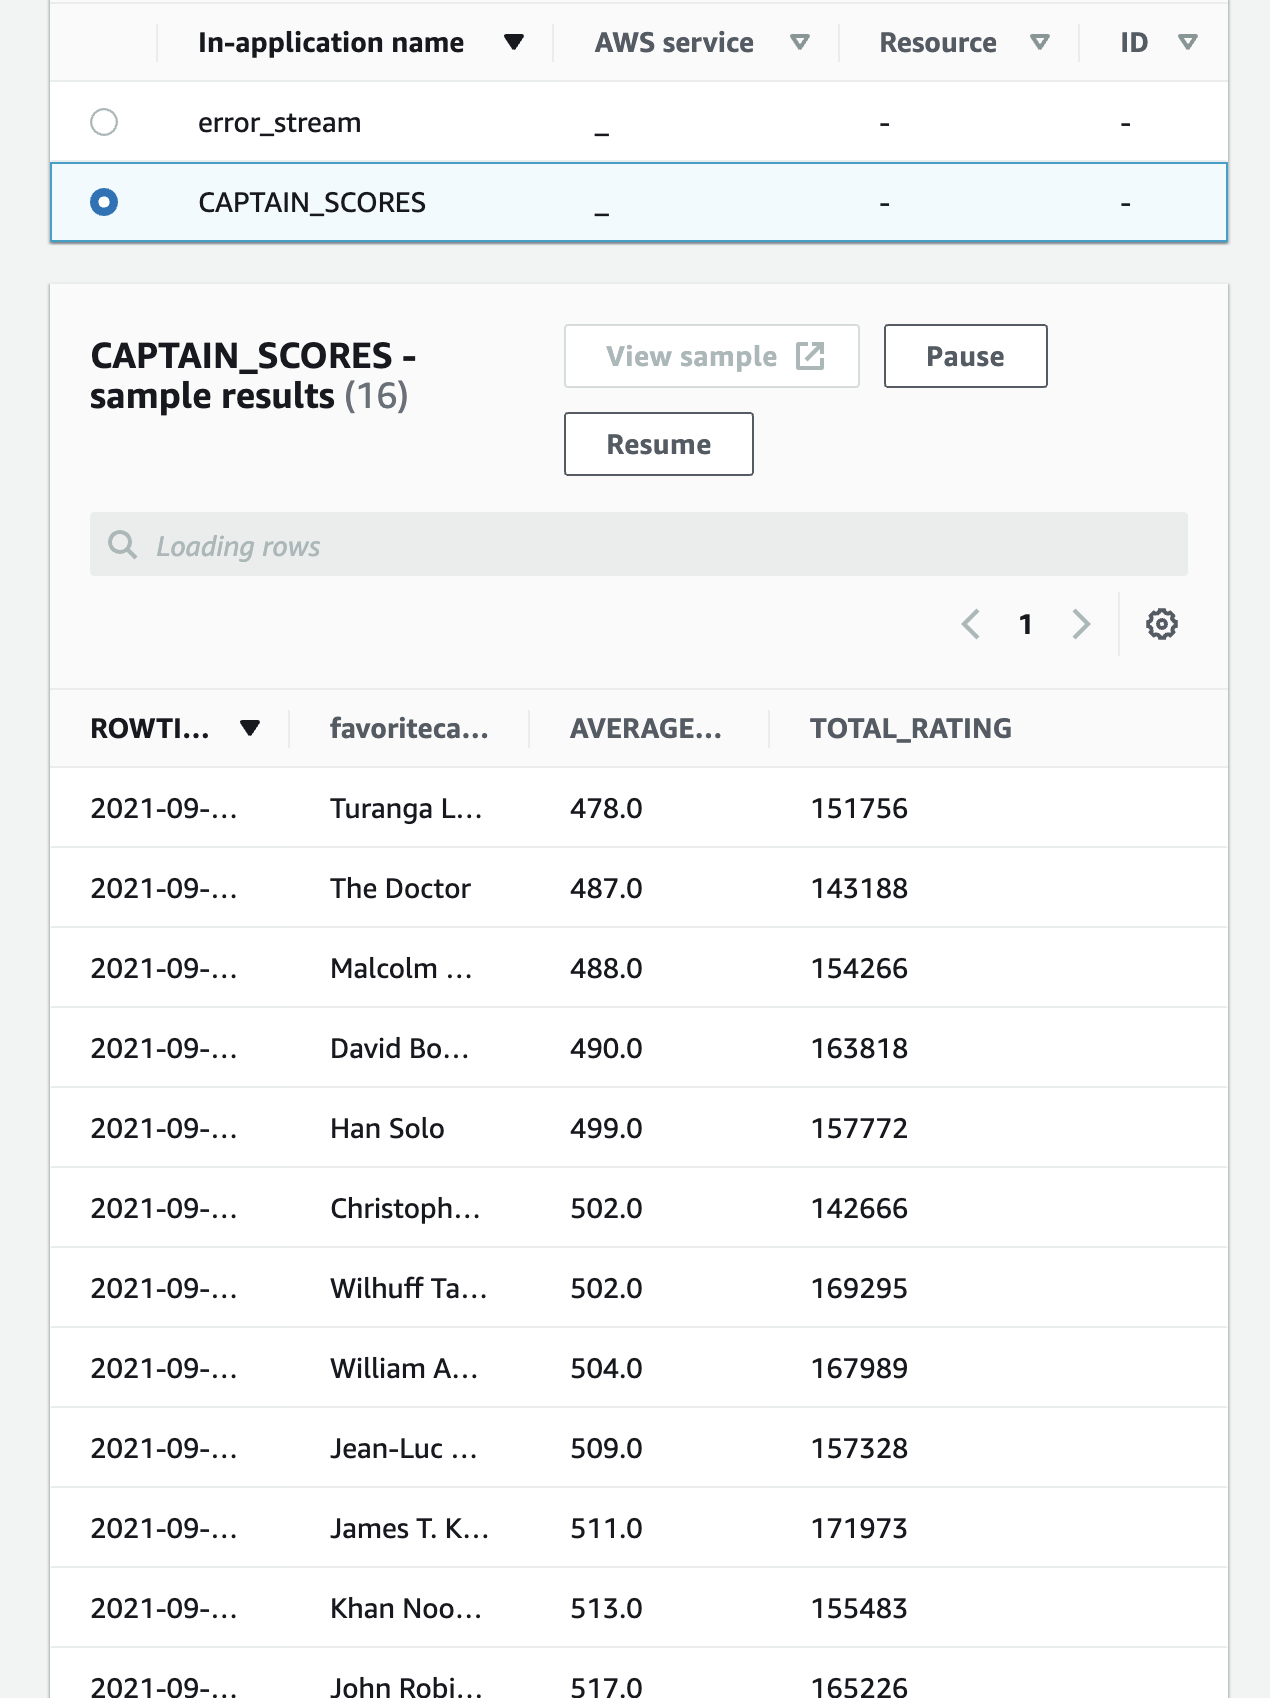 In-application name AWS service Resource ID
error_stream _ - -
CAPTAIN_SCORES _ - -
CAPTAIN_SCORES - View sample Pause
sample results (16)
Resume
Loading rows
1
ROWTI... favoriteca... AVERAGE... TOTAL_RATING
2021-09-... Turanga L... 478.0 151756
2021-09-... The Doctor 487.0 143188
2021-09-... Malcolm ... 488.0 154266
2021-09-... David Bo... 490.0 163818
2021-09-... Han Solo 499.0 157772
2021-09-... Christoph... 502.0 142666
2021-09-... Wilhuff Ta... 502.0 169295
2021-09-... William A... 504.0 167989
2021-09-... Jean-Luc ... 509.0 157328
2021-09-... James T. K... 511.0 171973
2021-09-... Khan Noo... 513.0 155483
2021-09-... John Robi... 517.0 165226